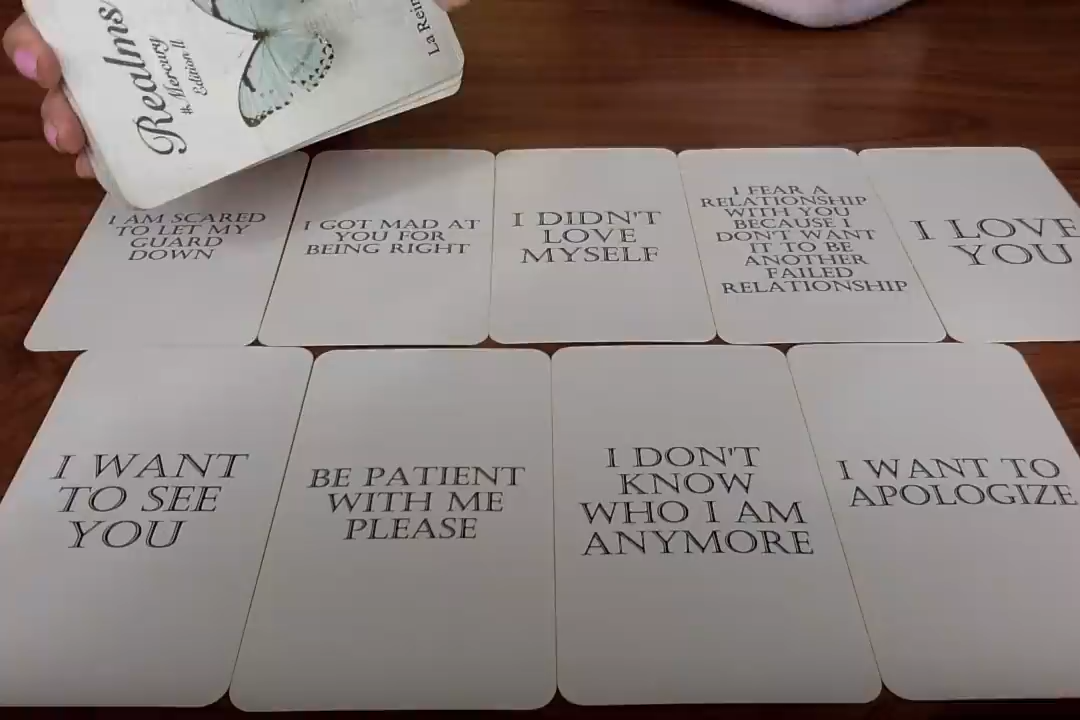 Realms
& Mercury
Edition II
I AM SCARED
TO LET MY
GUARD
DOWN
I GOT MAD AT
YOU FOR
BEING RIGHT
I DIDN'T
LOVE
MYSELF
I FEAR A
RELATIONSHIP
WITH YOU
BECAUSE I
DON'T WANT
IT TO BE
ANOTHER
FAILED
RELATIONSHIP
I LOVE
YOU
I WANT
TO SEE
YOU
BE PATIENT
WITH ME
PLEASE
I DON'T
KNOW
WHO I AM
ANYMORE
I WANT TO
APOLOGIZE